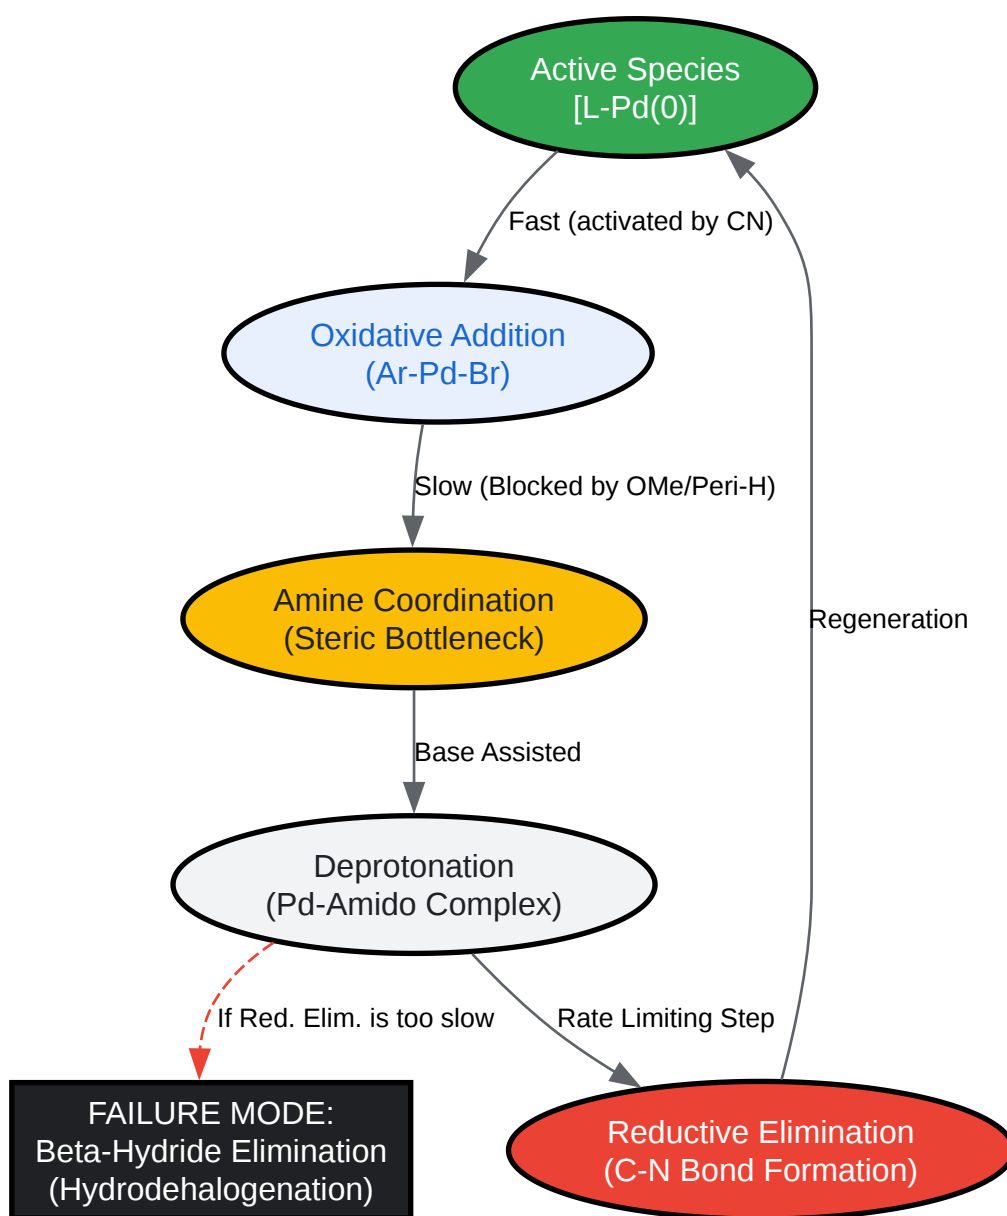 Active Species
[L-Pd(0)]
Fast (activated by CN)
Oxidative Addition
(Ar-Pd-Br)
Slow (Blocked by OMe/Peri-H)
Amine Coordination
(Steric Bottleneck)
Regeneration
Base Assisted
Deprotonation
(Pd-Amido Complex)
If Red. Elim. is too slow
Rate Limiting Step
FAILURE MODE:
Beta-Hydride Elimination
(Hydrodehalogenation)
Reductive Elimination
(C-N Bond Formation)